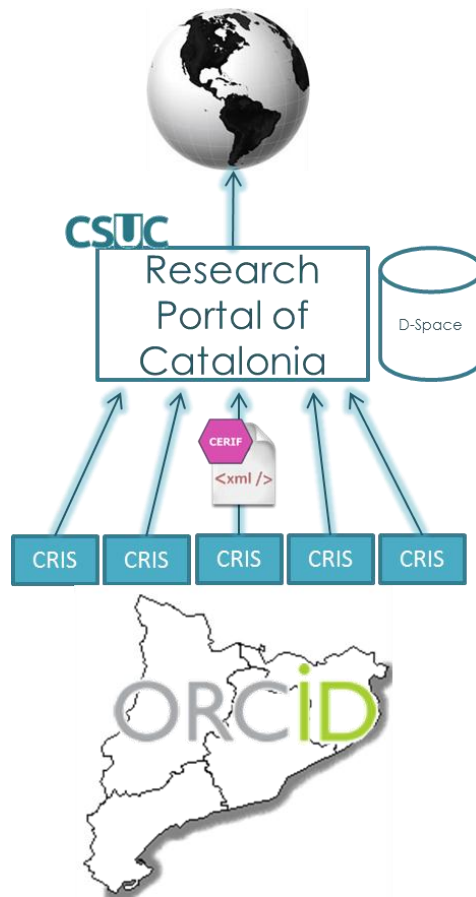 CSUC
Research
Portal of
Catalonia
D-Space
CERIF
<xml />
CRIS CRIS CRIS CRIS CRIS
ORCiD